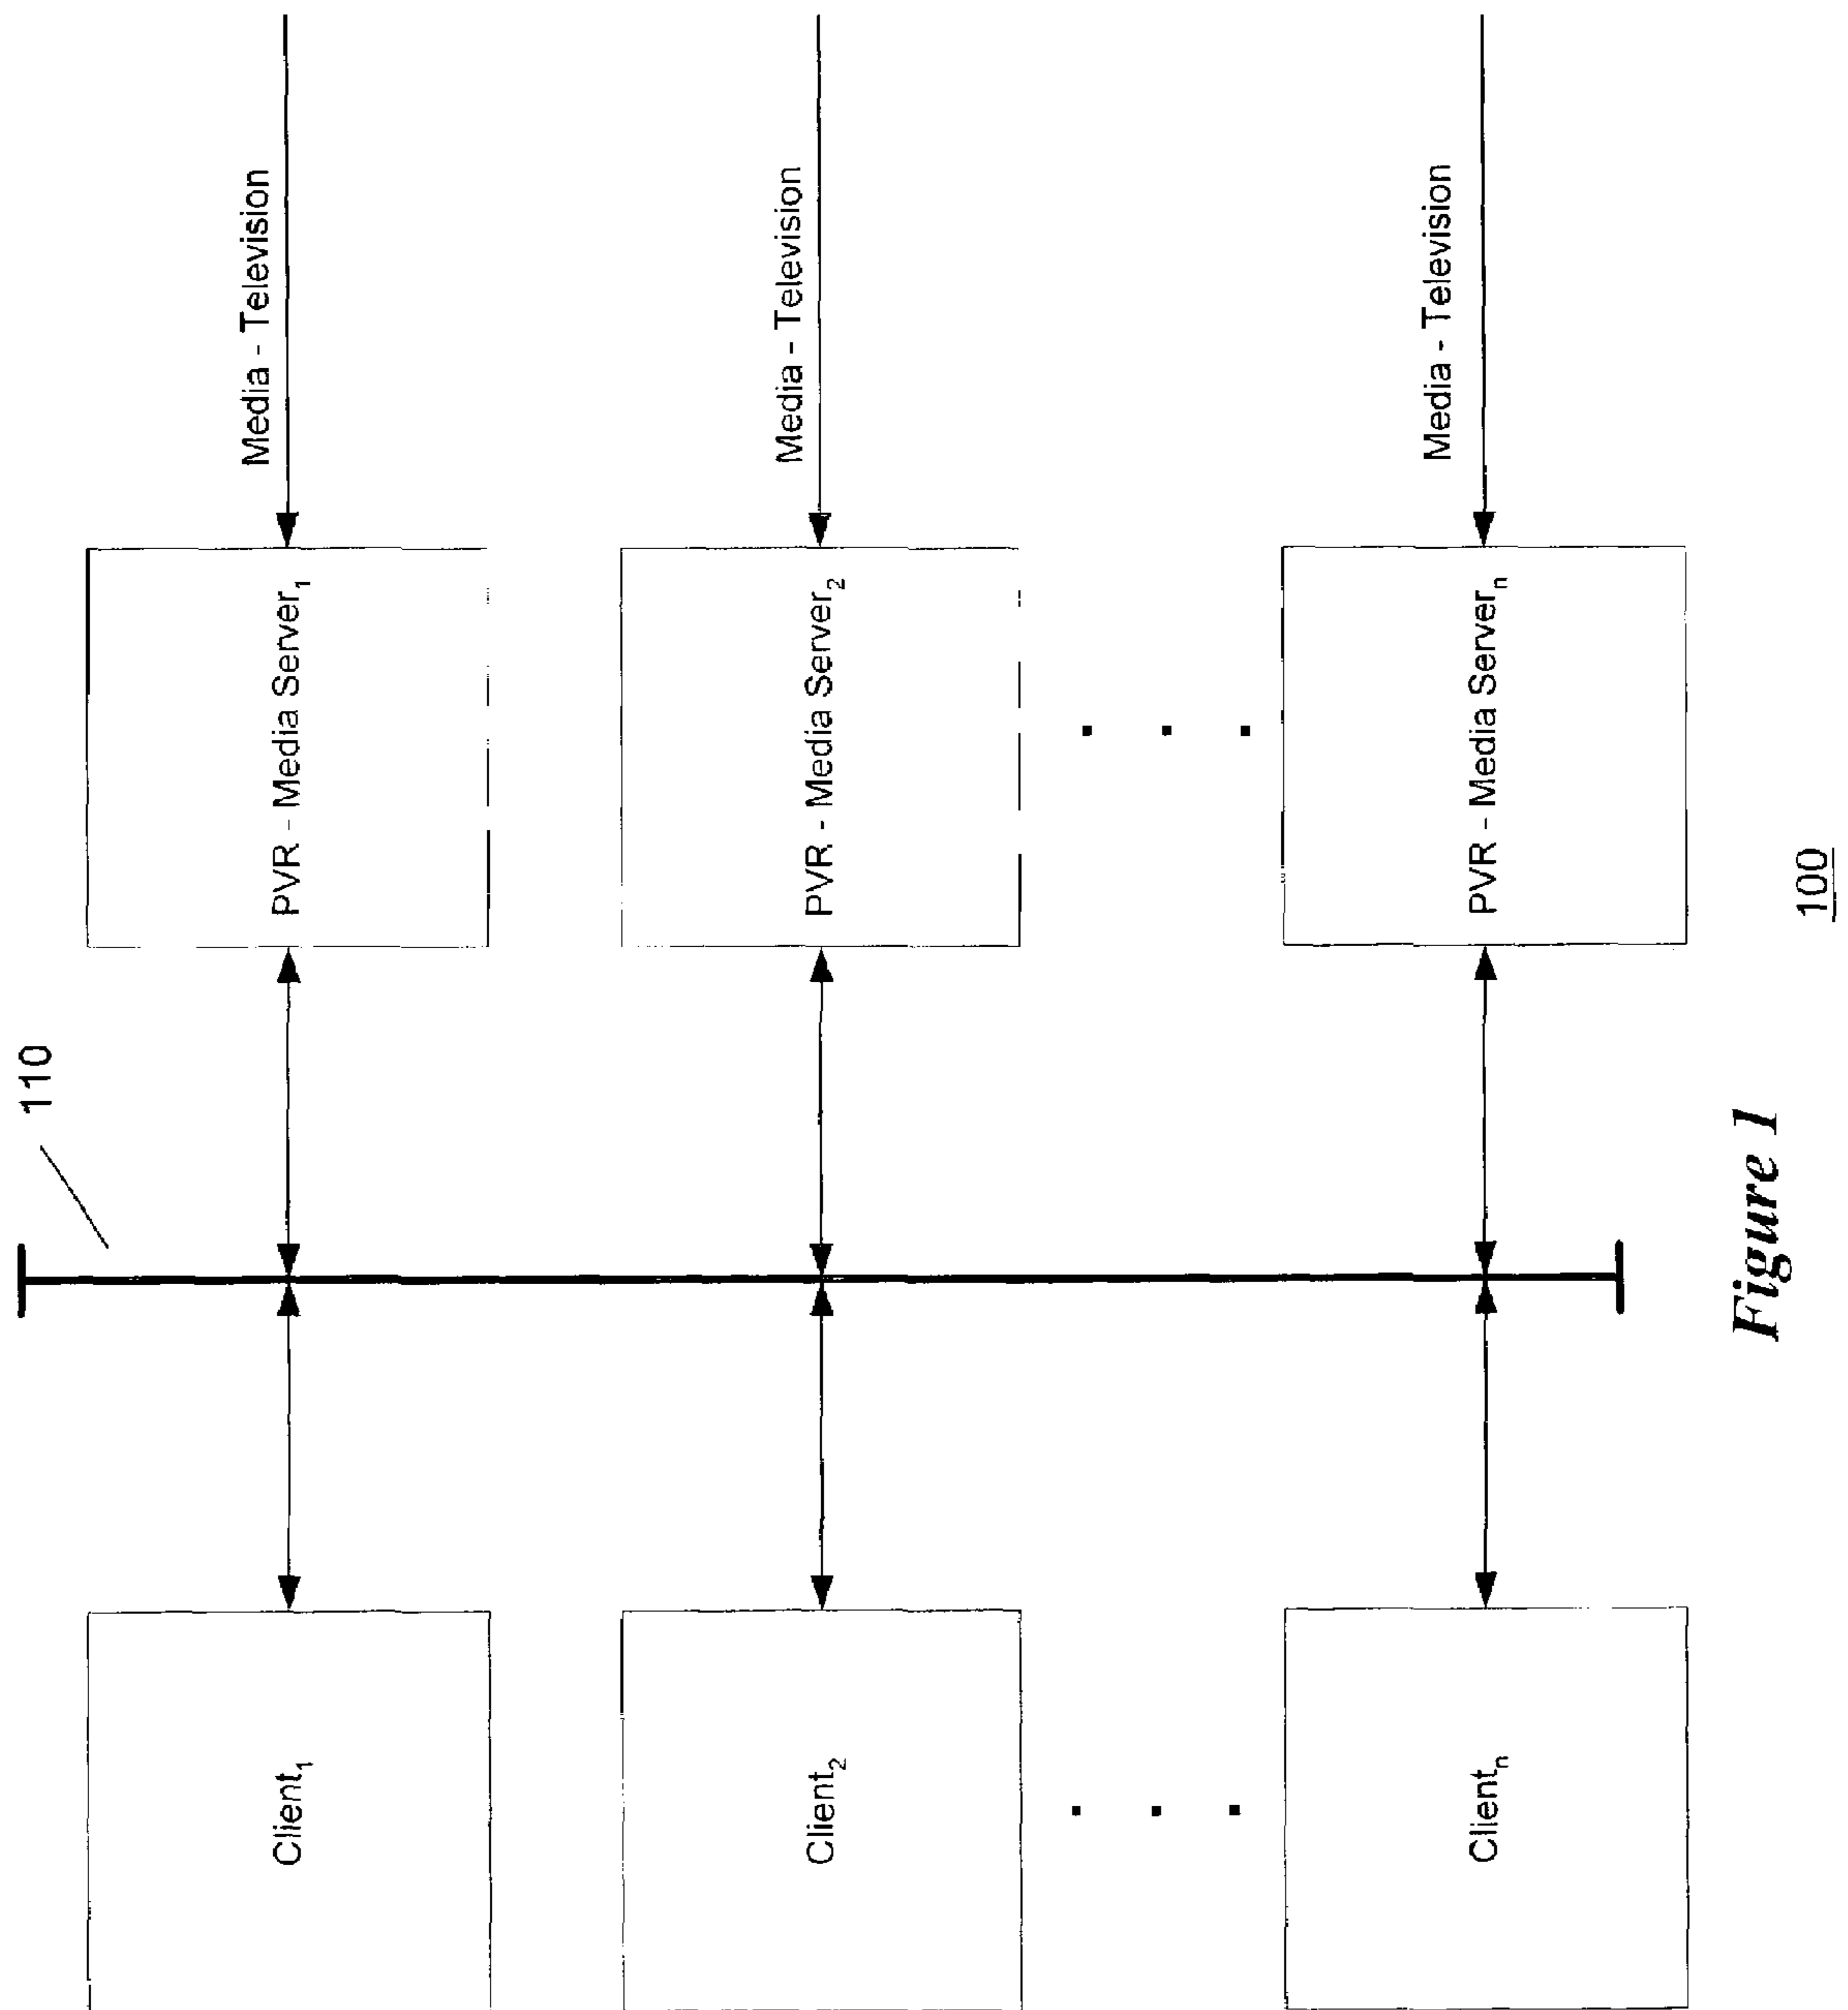 110
Client₁
PVR - Media Server₁
Media - Television
Client₂
PVR - Media Server₂
Media - Television
. . .
. . .
Clientₙ
PVR - Media Serverₙ
Media - Television
Figure 1
100